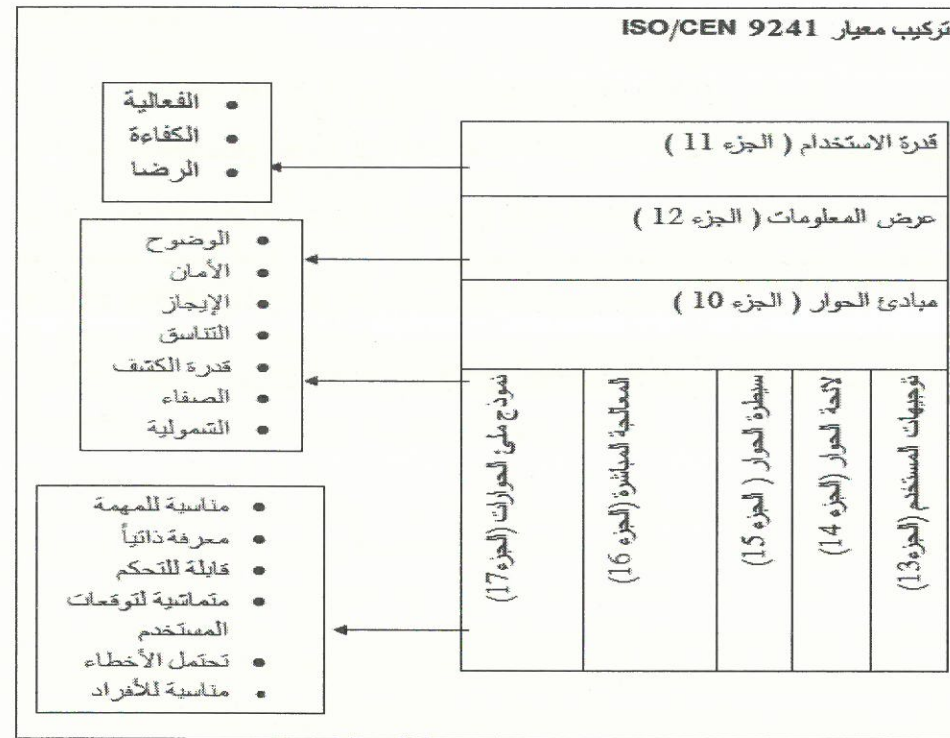 تركيب معيار ISO/CEN 9241
قدرة الاستخدام ( الجزء 11 )
عرض المعلومات ( الجزء 12 )
مبادئ الحوار ( الجزء 10 )
توجيهات المستخدم (الجزء13)
لائحة الحوار (الجزء 14)
سيطرة الحوار ( الجزء 15)
المعالجة المباشرة (الجزء 16)
نموذج ملئ الحوارات (الجزء 17)
• الفعالية
• الكفاءة
• الرضا
• الوضوح
• الأمان
• الإيجاز
• التناسق
• قدرة الكشف
• الصفاء
• الشمولية
• مناسبة للمهمة
• معرفة ذاتياً
• قابلة للتحكم
• متماشية لتوقعات
المستخدم
• تحتمل الأخطاء
• مناسبة للأفراد